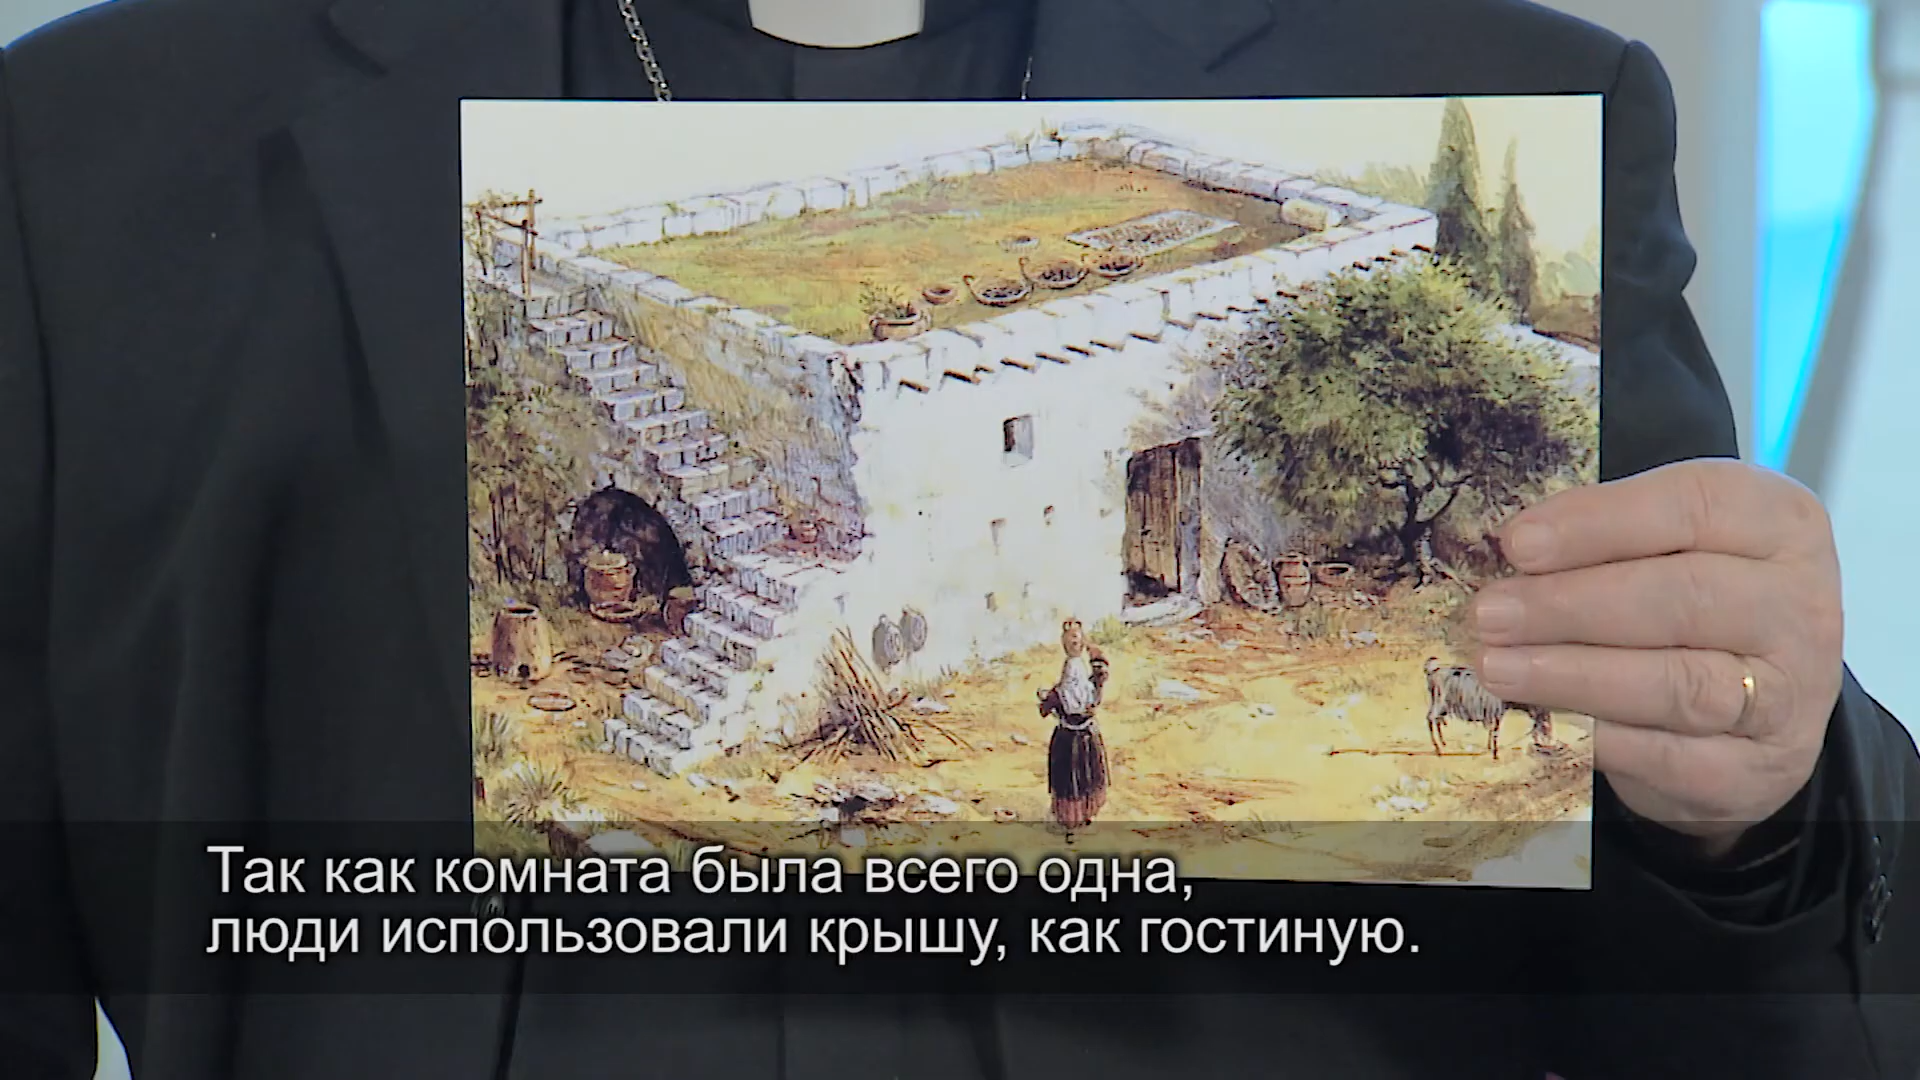 Так как комната была всего одна,
люди использовали крышу, как гостиную.